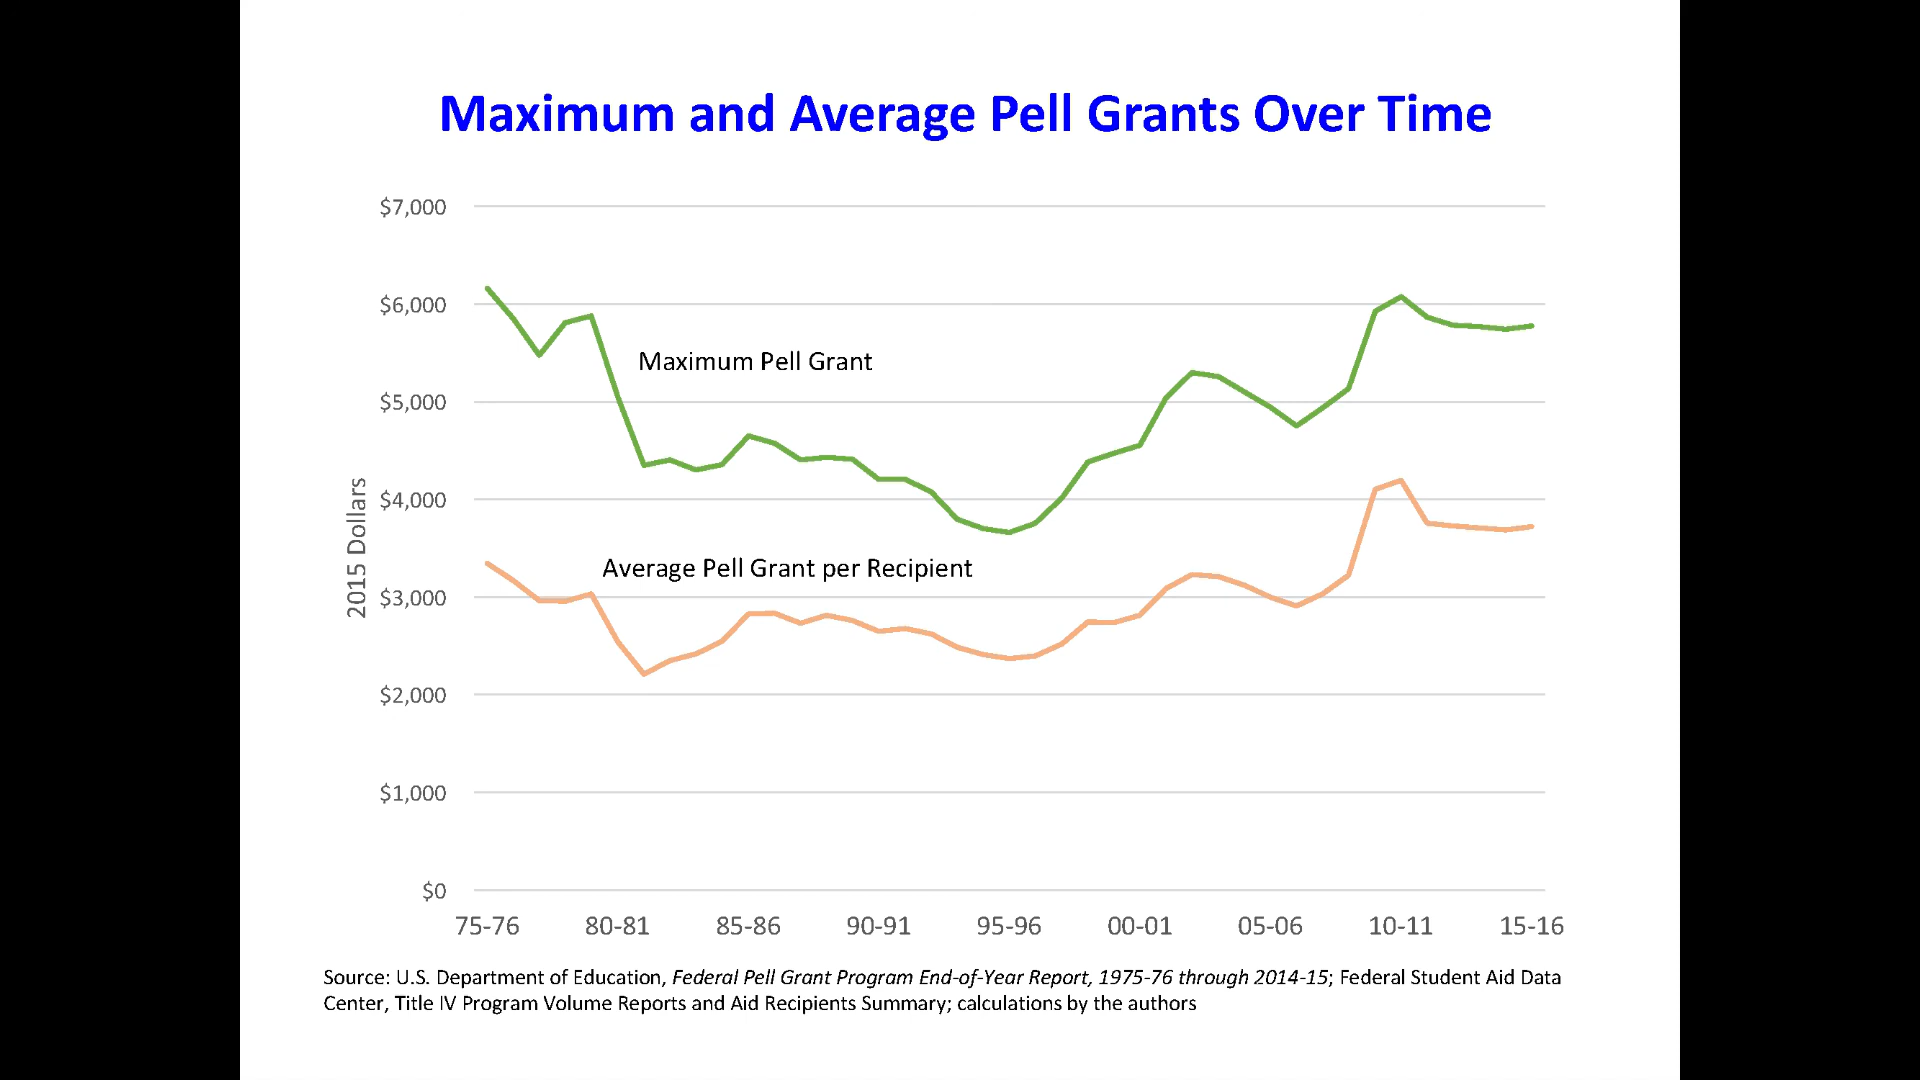 Maximum and Average Pell Grants Over Time
$7,000
$6,000
Maximum Pell Grant
$5,000
$4,000
2015 Dollars
Average Pell Grant per Recipient
$3,000
$2,000
$1,000
$0
75-76 80-81 85-86 90-91 95-96 00-01 05-06 10-11 15-16
Source: U.S. Department of Education, Federal Pell Grant Program End-of-Year Report, 1975-76 through 2014-15; Federal Student Aid Data
Center, Title IV Program Volume Reports and Aid Recipients Summary; calculations by the authors